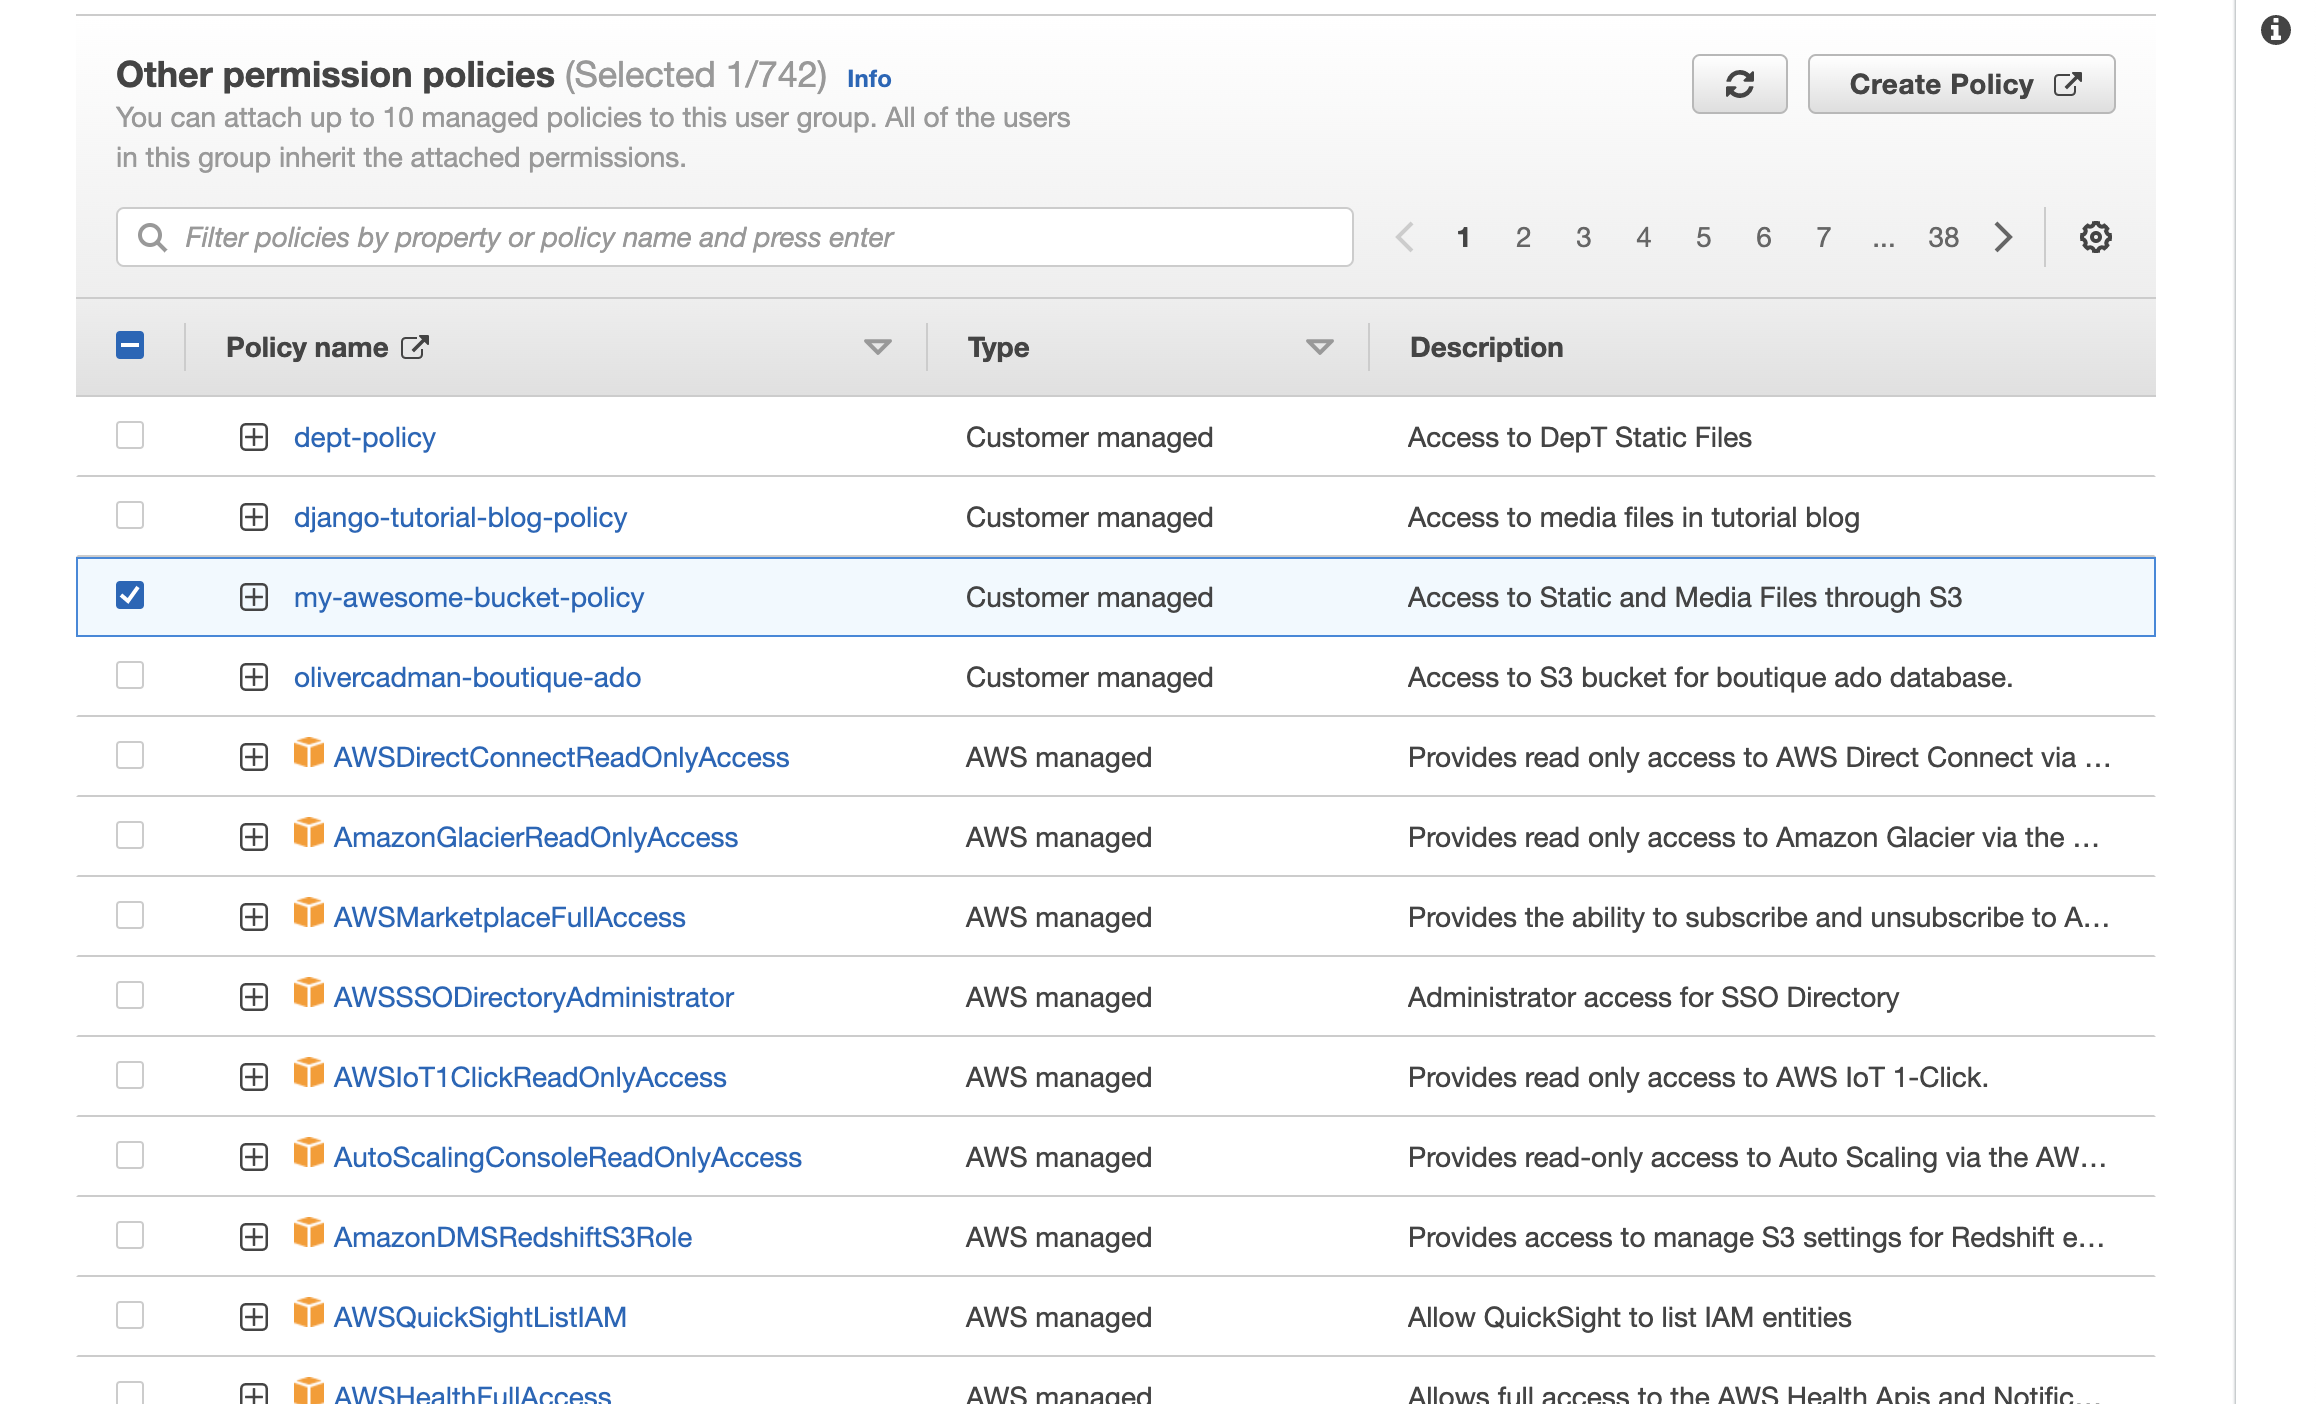 Other permission policies (Selected 1/742) Info
Create Policy
You can attach up to 10 managed policies to this user group. All of the users
in this group inherit the attached permissions.
Filter policies by property or policy name and press enter
1 2 3 4 5 6 7 ... 38
Policy name Type Description
dept-policy Customer managed Access to DepT Static Files
django-tutorial-blog-policy Customer managed Access to media files in tutorial blog
my-awesome-bucket-policy Customer managed Access to Static and Media Files through S3
olivercadman-boutique-ado Customer managed Access to S3 bucket for boutique ado database.
AWSDirectConnectReadOnlyAccess AWS managed Provides read only access to AWS Direct Connect via ...
AmazonGlacierReadOnlyAccess AWS managed Provides read only access to Amazon Glacier via the ...
AWSMarketplaceFullAccess AWS managed Provides the ability to subscribe and unsubscribe to A...
AWSSSODirectoryAdministrator AWS managed Administrator access for SSO Directory
AWSIoT1ClickReadOnlyAccess AWS managed Provides read only access to AWS IoT 1-Click.
AutoScalingConsoleReadOnlyAccess AWS managed Provides read-only access to Auto Scaling via the AW...
AmazonDMSRedshiftS3Role AWS managed Provides access to manage S3 settings for Redshift e...
AWSQuickSightListIAM AWS managed Allow QuickSight to list IAM entities
AWSHealthFullAccess AWS managed Allows full access to the AWS Health Apis and Notific...